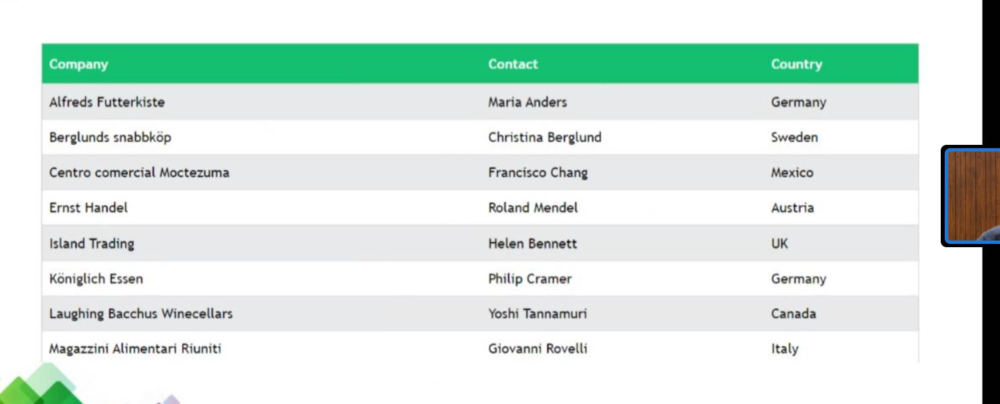 Company Contact Country
Alfreds Futterkiste Maria Anders Germany
Berglunds snabbköp Christina Berglund Sweden
Centro comercial Moctezuma Francisco Chang Mexico
Ernst Handel Roland Mendel Austria
Island Trading Helen Bennett UK
Königlich Essen Philip Cramer Germany
Laughing Bacchus Winecellars Yoshi Tannamuri Canada
Magazzini Alimentari Riuniti Giovanni Rovelli Italy